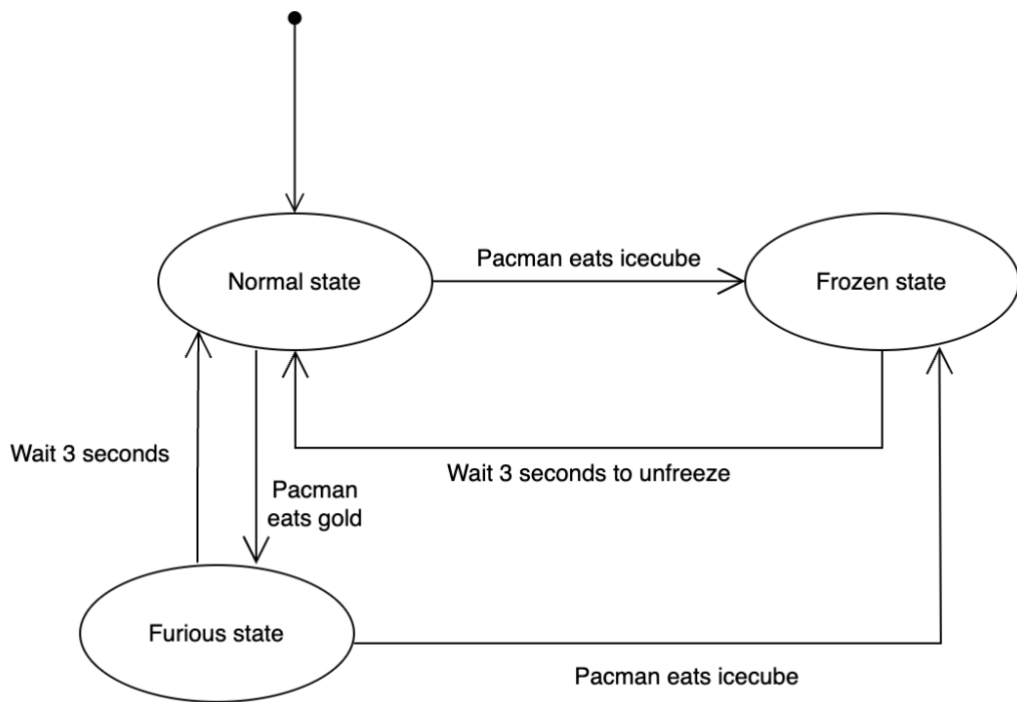 Pacman eats icecube
Normal state
Frozen state
Wait 3 seconds
Wait 3 seconds to unfreeze
Pacman
eats gold
Furious state
Pacman eats icecube